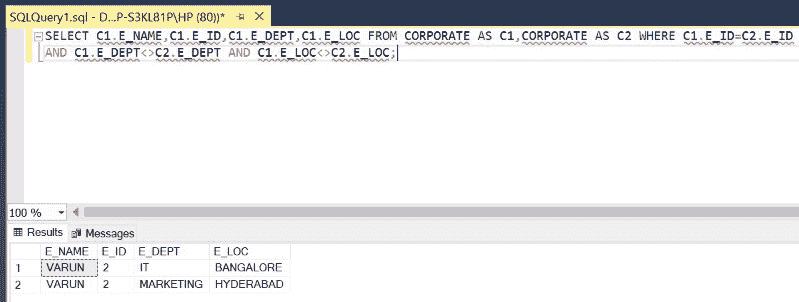 SQLQuery1.sql - D...P-S3KL81P\HP (80))*
SELECT C1.E_NAME,C1.E_ID,C1.E_DEPT,C1.E_LOC FROM CORPORATE AS C1,CORPORATE AS C2 WHERE C1.E_ID=C2.E_ID
AND C1.E_DEPT<>C2.E_DEPT AND C1.E_LOC<>C2.E_LOC;
100 %
Results Messages
E_NAME E_ID E_DEPT E_LOC
1 VARUN 2 IT BANGALORE
2 VARUN 2 MARKETING HYDERABAD